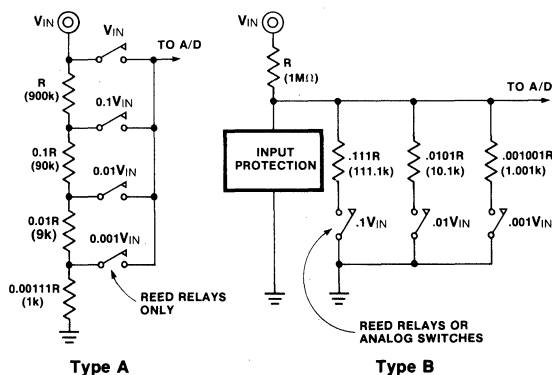 VIN
VIN
TO A/D
R
(900k)
0.1VIN
0.1R
(90k)
0.01VIN
0.01R
(9k)
0.001VIN
0.00111R
(1k)
REED RELAYS
ONLY
Type A
VIN
R
(1MΩ)
TO A/D
INPUT
PROTECTION
.111R
(111.1k)
.0101R
(10.1k)
.001001R
(1.001k)
.1VIN
.01VIN
.001VIN
REED RELAYS OR
ANALOG SWITCHES
Type B